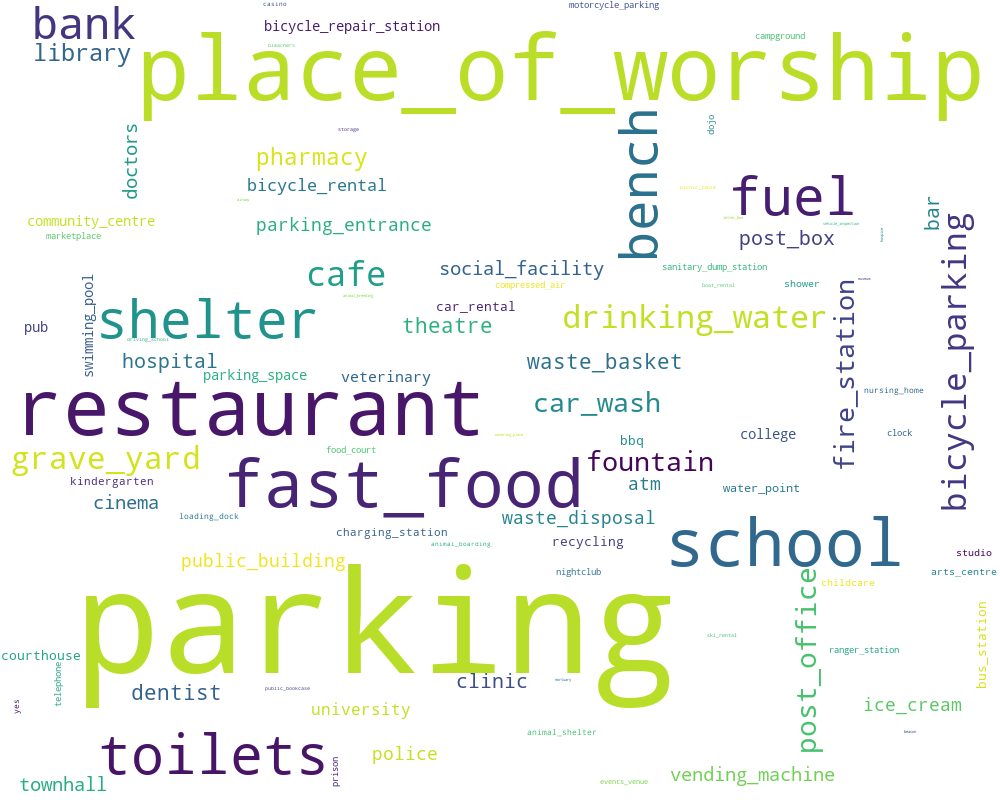 casino
motorcycle_parking
bank
bicycle_repair_station
campground
library
place_of_worship
storage
doctors
bench
dojo
pharmacy
bicycle_rental
fuel
bar
community_centre
parking_entrance
marketplace
post_box
bicycle_parking
cafe
social_facility
sanitary_dump_station
compressed_air
boat_rental
shower
swimming_pool
car_rental
fire_station
pub
shelter
theatre
drinking_water
driving_school
hospital
waste_basket
parking_space
veterinary
nursing_home
restaurant
car_wash
college
clock
bbq
food_court
grave_yard
fountain
kindergarten
fast_food
atm
water_point
cinema
loading_dock
waste_disposal
charging_station
recycling
animal_boarding
school
studio
public_building
nightclub
arts_centre
parking
childcare
post_office
bus_station
ski_rental
ranger_station
courthouse
telephone
public_bookcase
dentist
clinic
yes
university
ice_cream
animal_shelter
toilets
police
prison
townhall
vending_machine
events_venue